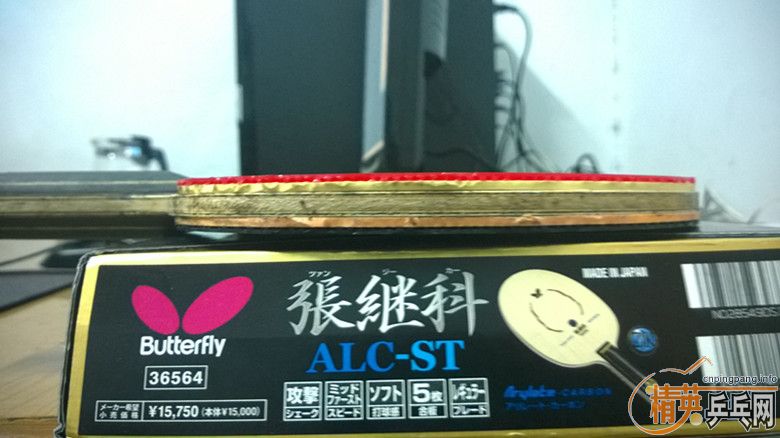 ツァン ジー カー
張継科
MADE IN JAPAN
Butterfly
ALC-ST
36564
攻撃 ミッド ファースト ソフト 5枚 レギュラー
シェーク スピード 打球感 合板 ブレード
Arylate-CARBON
アリレートカーボン
メーカー希望
小売価格 ¥15,750(本体¥15,000)
cnpingpang.info
精英乒乓网